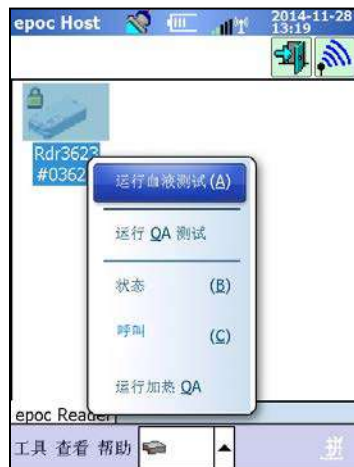 epoc Host 2014-11-28
13:19
Rdr3623
#0362
运行血液测试 (A)
运行 QA 测试
状态 (B)
呼叫 (C)
运行加热 QA
epoc Reader
工具 查看 帮助
拼